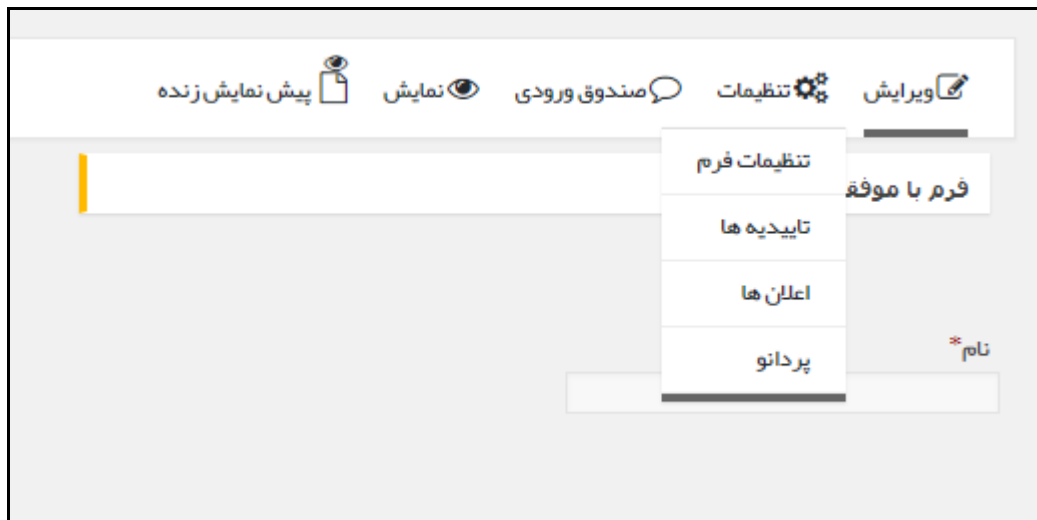 ویرایش تنظیمات صندوق ورودی نمایش پیش نمایش زنده
تنظیمات فرم
تاییدیه ها
اعلان ها
پردانو
فرم با موفق
نام*